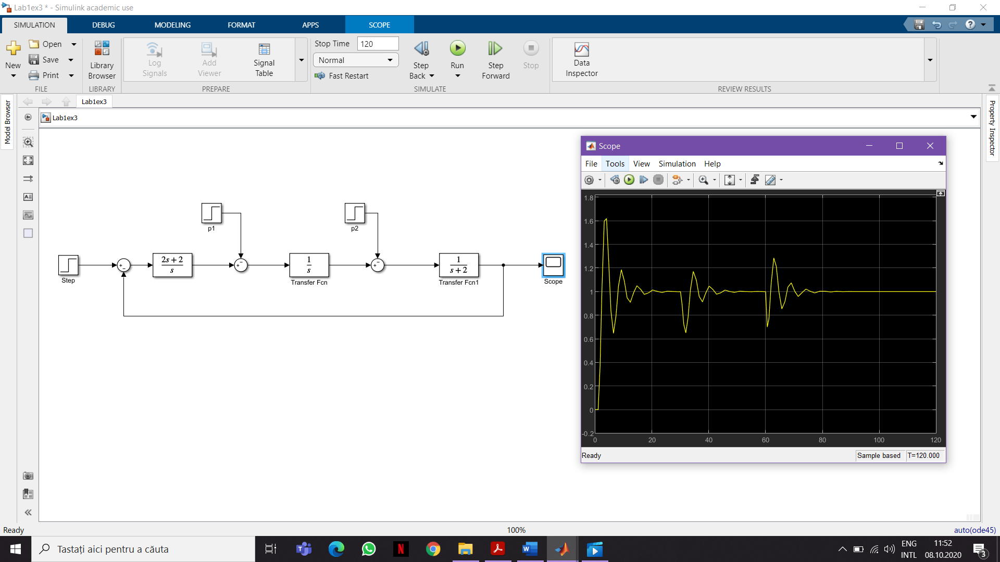 Lab1ex3 * - Simulink academic use
SIMULATION DEBUG MODELING FORMAT APPS SCOPE
New
Open
Save
Print
FILE
Library Browser
LIBRARY
Log Signals
Add Viewer
Signal Table
PREPARE
Stop Time 120
Normal
Fast Restart
Step Back
Run
Step Forward
Stop
SIMULATE
Data Inspector
REVIEW RESULTS
Model Browser
Lab1ex3
Lab1ex3
Property Inspector
p1
p2
Step
+
-
2s + 2
s
+
-
1
s
Transfer Fcn
+
-
1
s + 2
Transfer Fcn1
Scope
Scope
File Tools View Simulation Help
1.8
1.6
1.4
1.2
1
0.8
0.6
0.4
0.2
0
-0.2
0 20 40 60 80 100 120
Ready Sample based T=120.000
Ready 100% auto(ode45)
Tastați aici pentru a căuta
ENG
INTL
11:52
08.10.2020
3